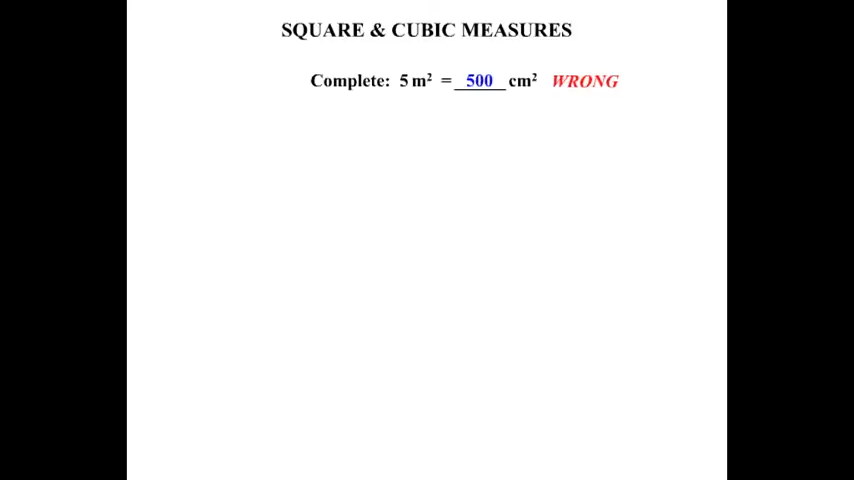 SQUARE & CUBIC MEASURES
Complete: 5 m² = 500 cm² WRONG